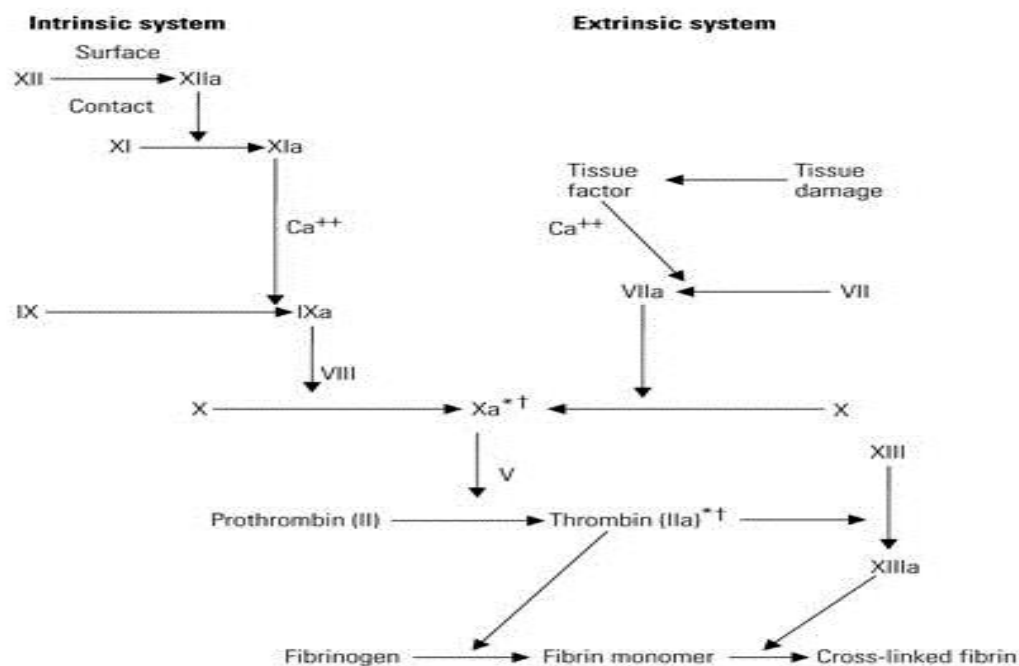 Intrinsic system Extrinsic system
Surface
XII XIIa
Contact
XI XIa
Tissue factor Tissue damage
Ca++ Ca++
VIIa VII
IX IXa
VIII
X Xa*† X
XIII
V
Prothrombin (II) Thrombin (IIa)*†
XIIIa
Fibrinogen Fibrin monomer Cross-linked fibrin